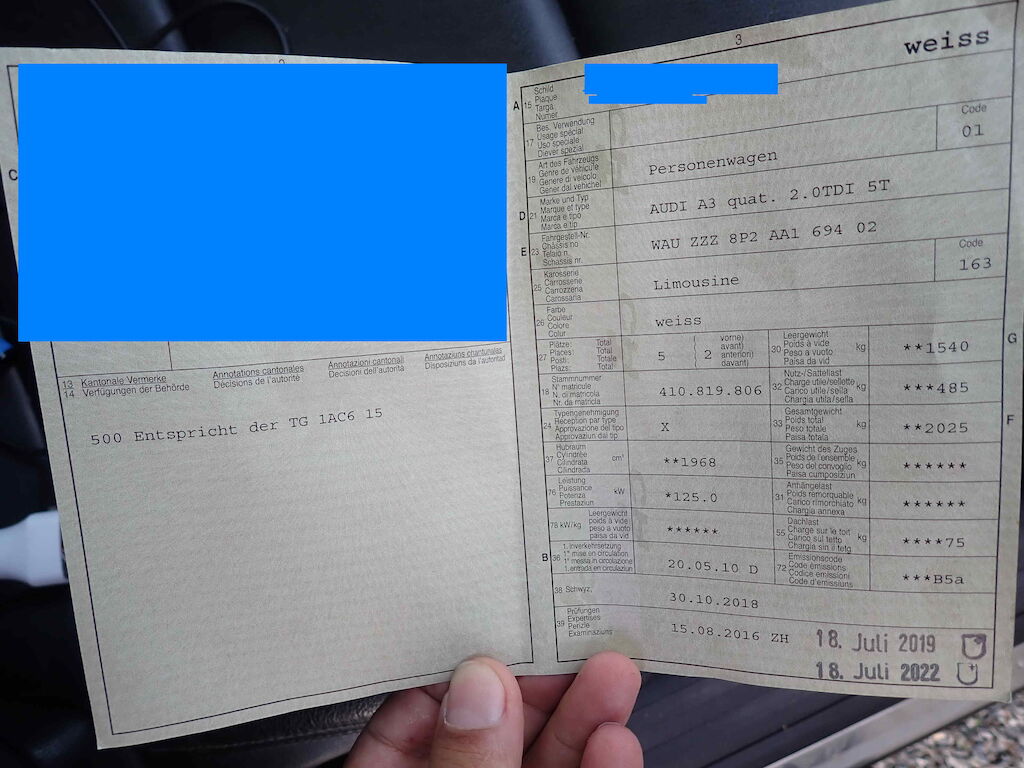 2
C
13 Kantonale Vermerke
14 Verfügungen der Behörde
Annotations cantonales
Décisions de l'autorité
Annotazioni cantonali
Decisioni dell'autorità
Annotaziuns chantunalas
Disposiziuns da l'autoritad
500 Entspricht der TG 1AC6 15
3
weiss
A 15 Schild
Plaque
Targa
Numer
17 Bes. Verwendung
Usage spécial
Uso speciale
Diever spezial
Code
01
19 Art des Fahrzeugs
Genre de véhicule
Genere di veicolo
Gener dal vehichel
Personenwagen
D 21 Marke und Typ
Marque et type
Marca e tipo
Marca e tip
AUDI A3 quat. 2.0TDI 5T
E 23 Fahrgestell-Nr.
Châssis no
Telaio n.
Schassis nr.
WAU ZZZ 8P2 AA1 694 02
25 Karosserie
Carrosserie
Carrozzeria
Carossaria
Limousine
Code
163
26 Farbe
Couleur
Colore
Colur
weiss
27 Plätze: Total
Places: Total
Posti: Totale
Plazs: Total
5 ( 2 vorne)
avant)
anteriori)
davant)
30 Leergewicht
Poids à vide
Peso a vuoto
Paisa da vid
kg
**1540
G
18 Stammnummer
N° matricule
N. di matricola
Nr. da matricla
410.819.806
32 Nutz-/Sattellast
Charge utile/sellette
Carico utile/sella
Chargia utila/sella
kg
***485
24 Typengenehmigung
Réception par type
Approvazione del tipo
Approvaziun dal tip
X
33 Gesamtgewicht
Poids total
Peso totale
Paisa totala
kg
**2025
F
37 Hubraum
Cylindrée
Cilindrata
Cilindrada
cm³
**1968
35 Gewicht des Zuges
Poids de l'ensemble
Peso del convoglio
Paisa cumposiziun
kg
******
76 Leistung
Puissance
Potenza
Prestaziun
kW
*125.0
31 Anhängelast
Poids remorquable
Carico rimorchiato
Chargia annexa
kg
******
78 kW/kg Leergewicht
poids à vide
peso a vuoto
paisa da vid
******
55 Dachlast
Charge sur le toit
Carico sul tetto
Chargia sin il tetg
kg
****75
B 36 1. Inverkehrsetzung
1re mise en circulation
1a messa in circolazione
1. entrada en circulaziun
20.05.10 D
72 Emissionscode
Code émissions
Codice emissioni
Code d'emissiuns
***B5a
38 Schwyz,
30.10.2018
39 Prüfungen
Expertises
Perizie
Examinaziuns
15.08.2016 ZH
18. Juli 2019
18. Juli 2022